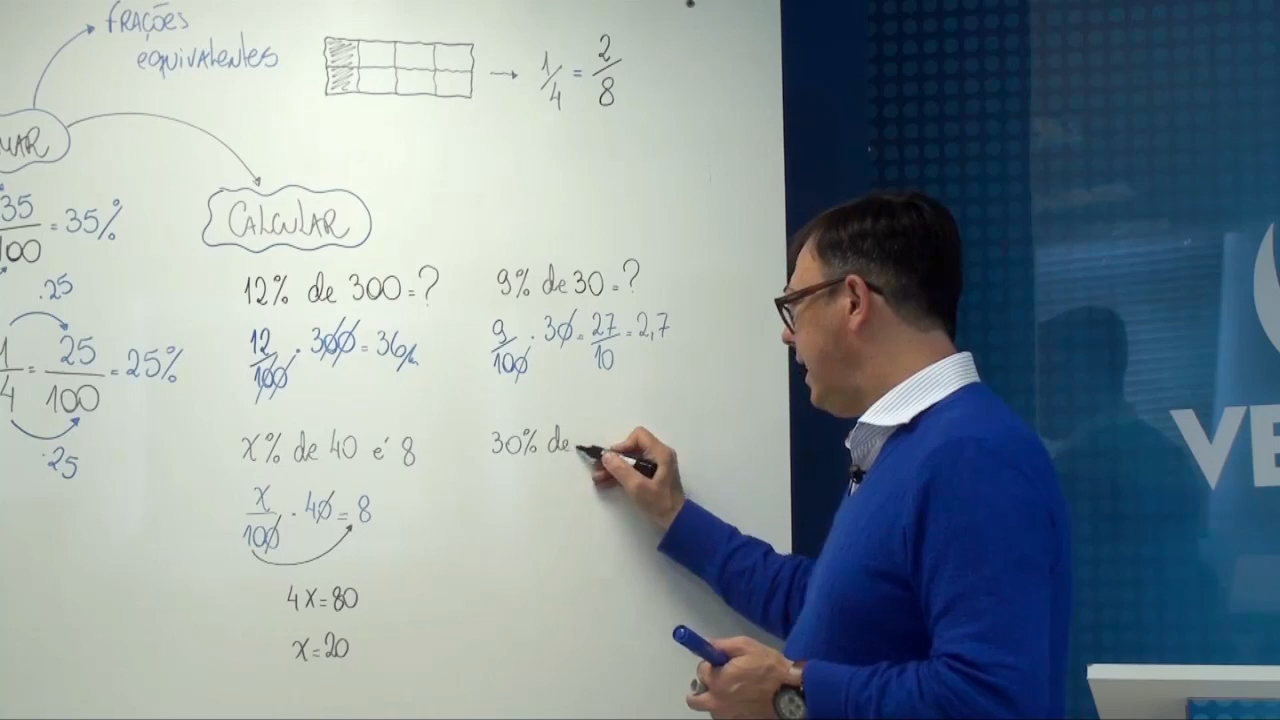 frações
equivalentes
1/4 = 2/8
35/100 = 35%
CALCULAR
.25
1/4 = 25/100 = 25%
.25
12% de 300 = ?
12/100 . 300 = 36//
9% de 30 = ?
9/100 . 30 = 27/10 = 2,7
x% de 40 é 8
x/100 . 40 = 8
4x = 80
x = 20
30% de